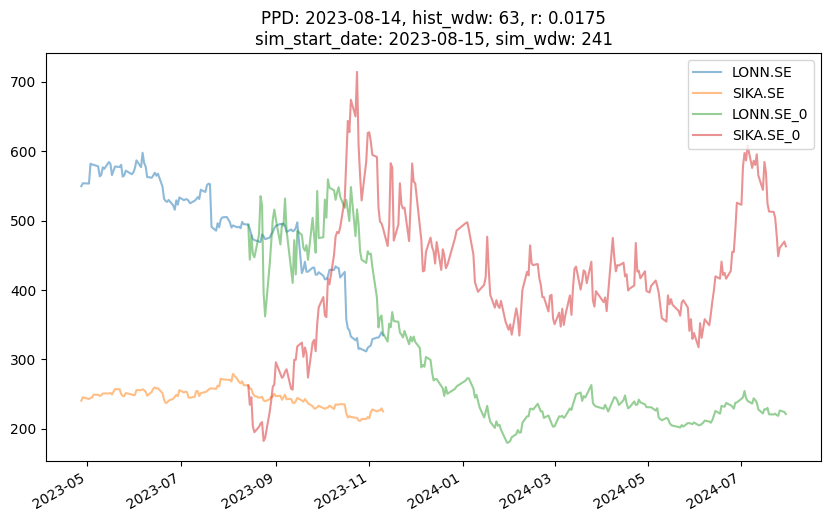 PPD: 2023-08-14, hist_wdw: 63, r: 0.0175
sim_start_date: 2023-08-15, sim_wdw: 241
LONN.SE
SIKA.SE
LONN.SE_0
SIKA.SE_0
700
600
500
400
300
200
2023-05
2023-07
2023-09
2023-11
2024-01
2024-03
2024-05
2024-07